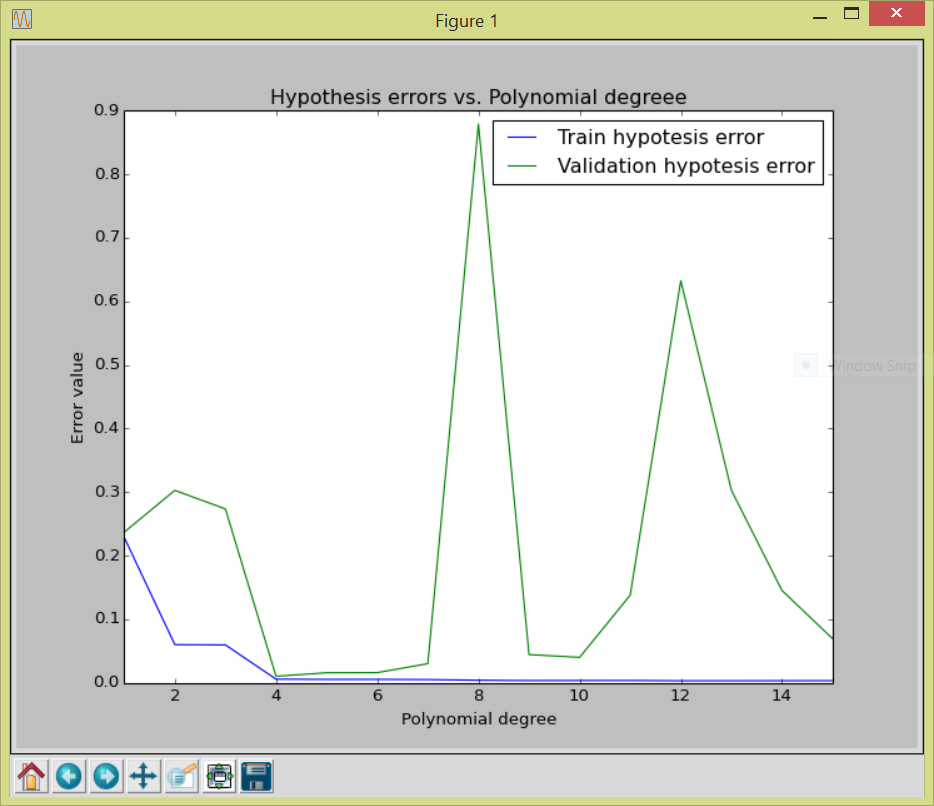 Figure 1
Hypothesis errors vs. Polynomial degreee
Train hypotesis error
Validation hypotesis error
0.9
0.8
0.7
0.6
0.5
0.4
0.3
0.2
0.1
0.0
Error value
Window Snip
2 4 6 8 10 12 14
Polynomial degree